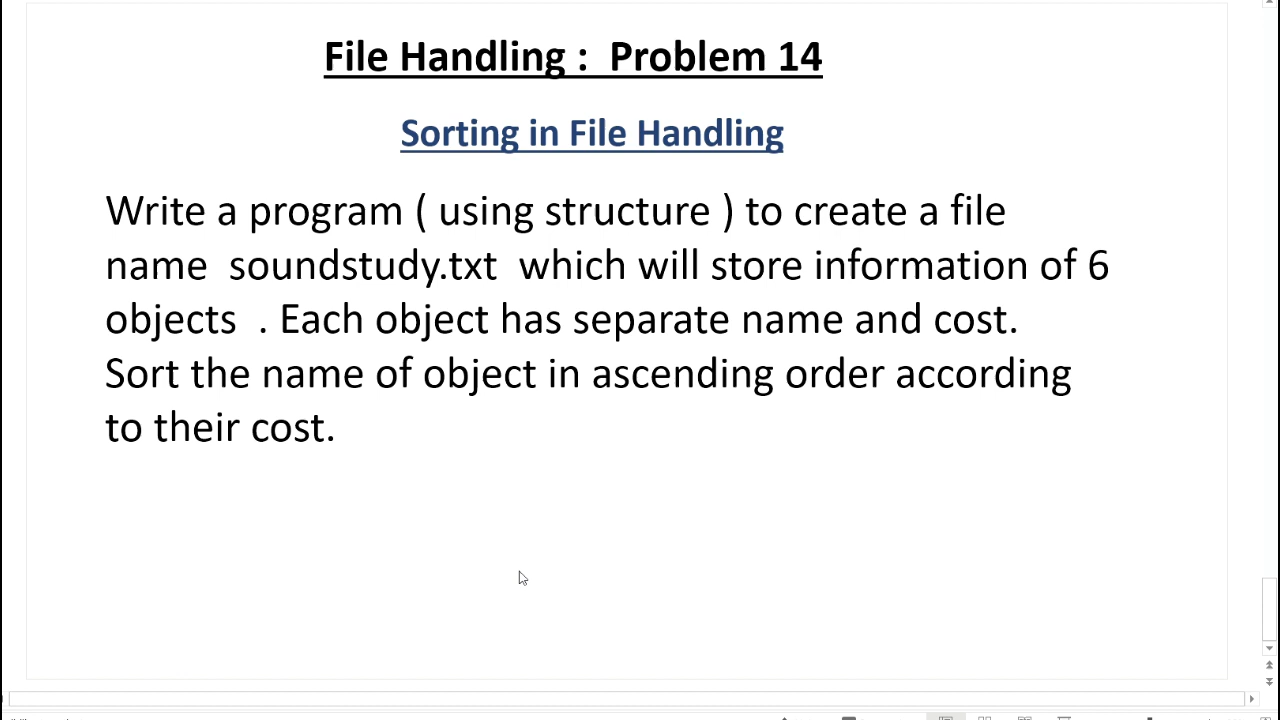 File Handling : Problem 14
Sorting in File Handling
Write a program ( using structure ) to create a file
name soundstudy.txt which will store information of 6
objects . Each object has separate name and cost.
Sort the name of object in ascending order according
to their cost.